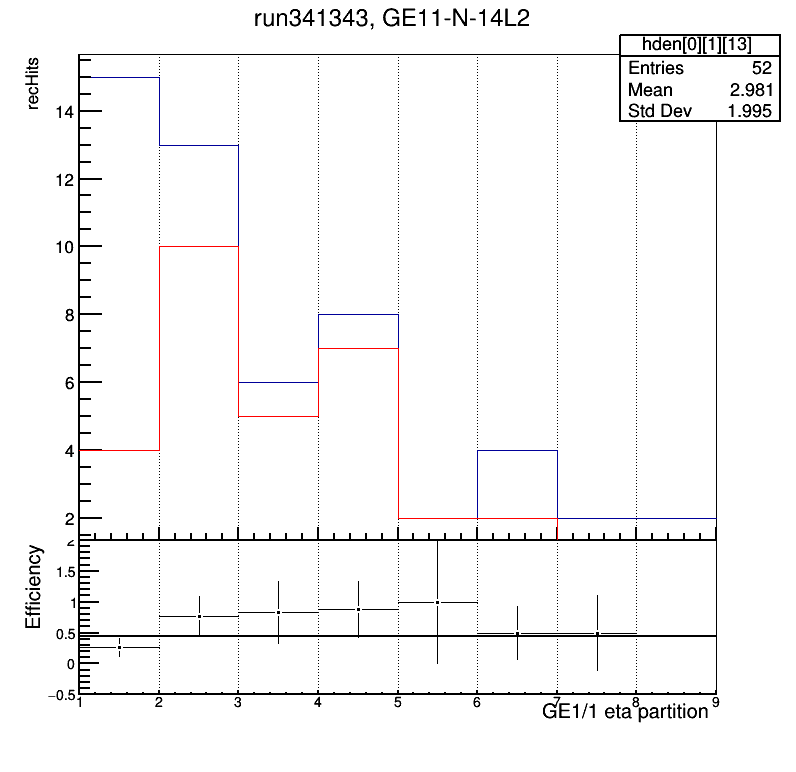 run341343, GE11-N-14L2
hden[0][1][13]
Entries 52
Mean 2.981
Std Dev 1.995
recHits
14
12
10
8
6
4
2
Efficiency
2
1.5
1
0.5
0
−0.5
1 2 3 4 5 6 7 8 9
GE1/1 eta partition